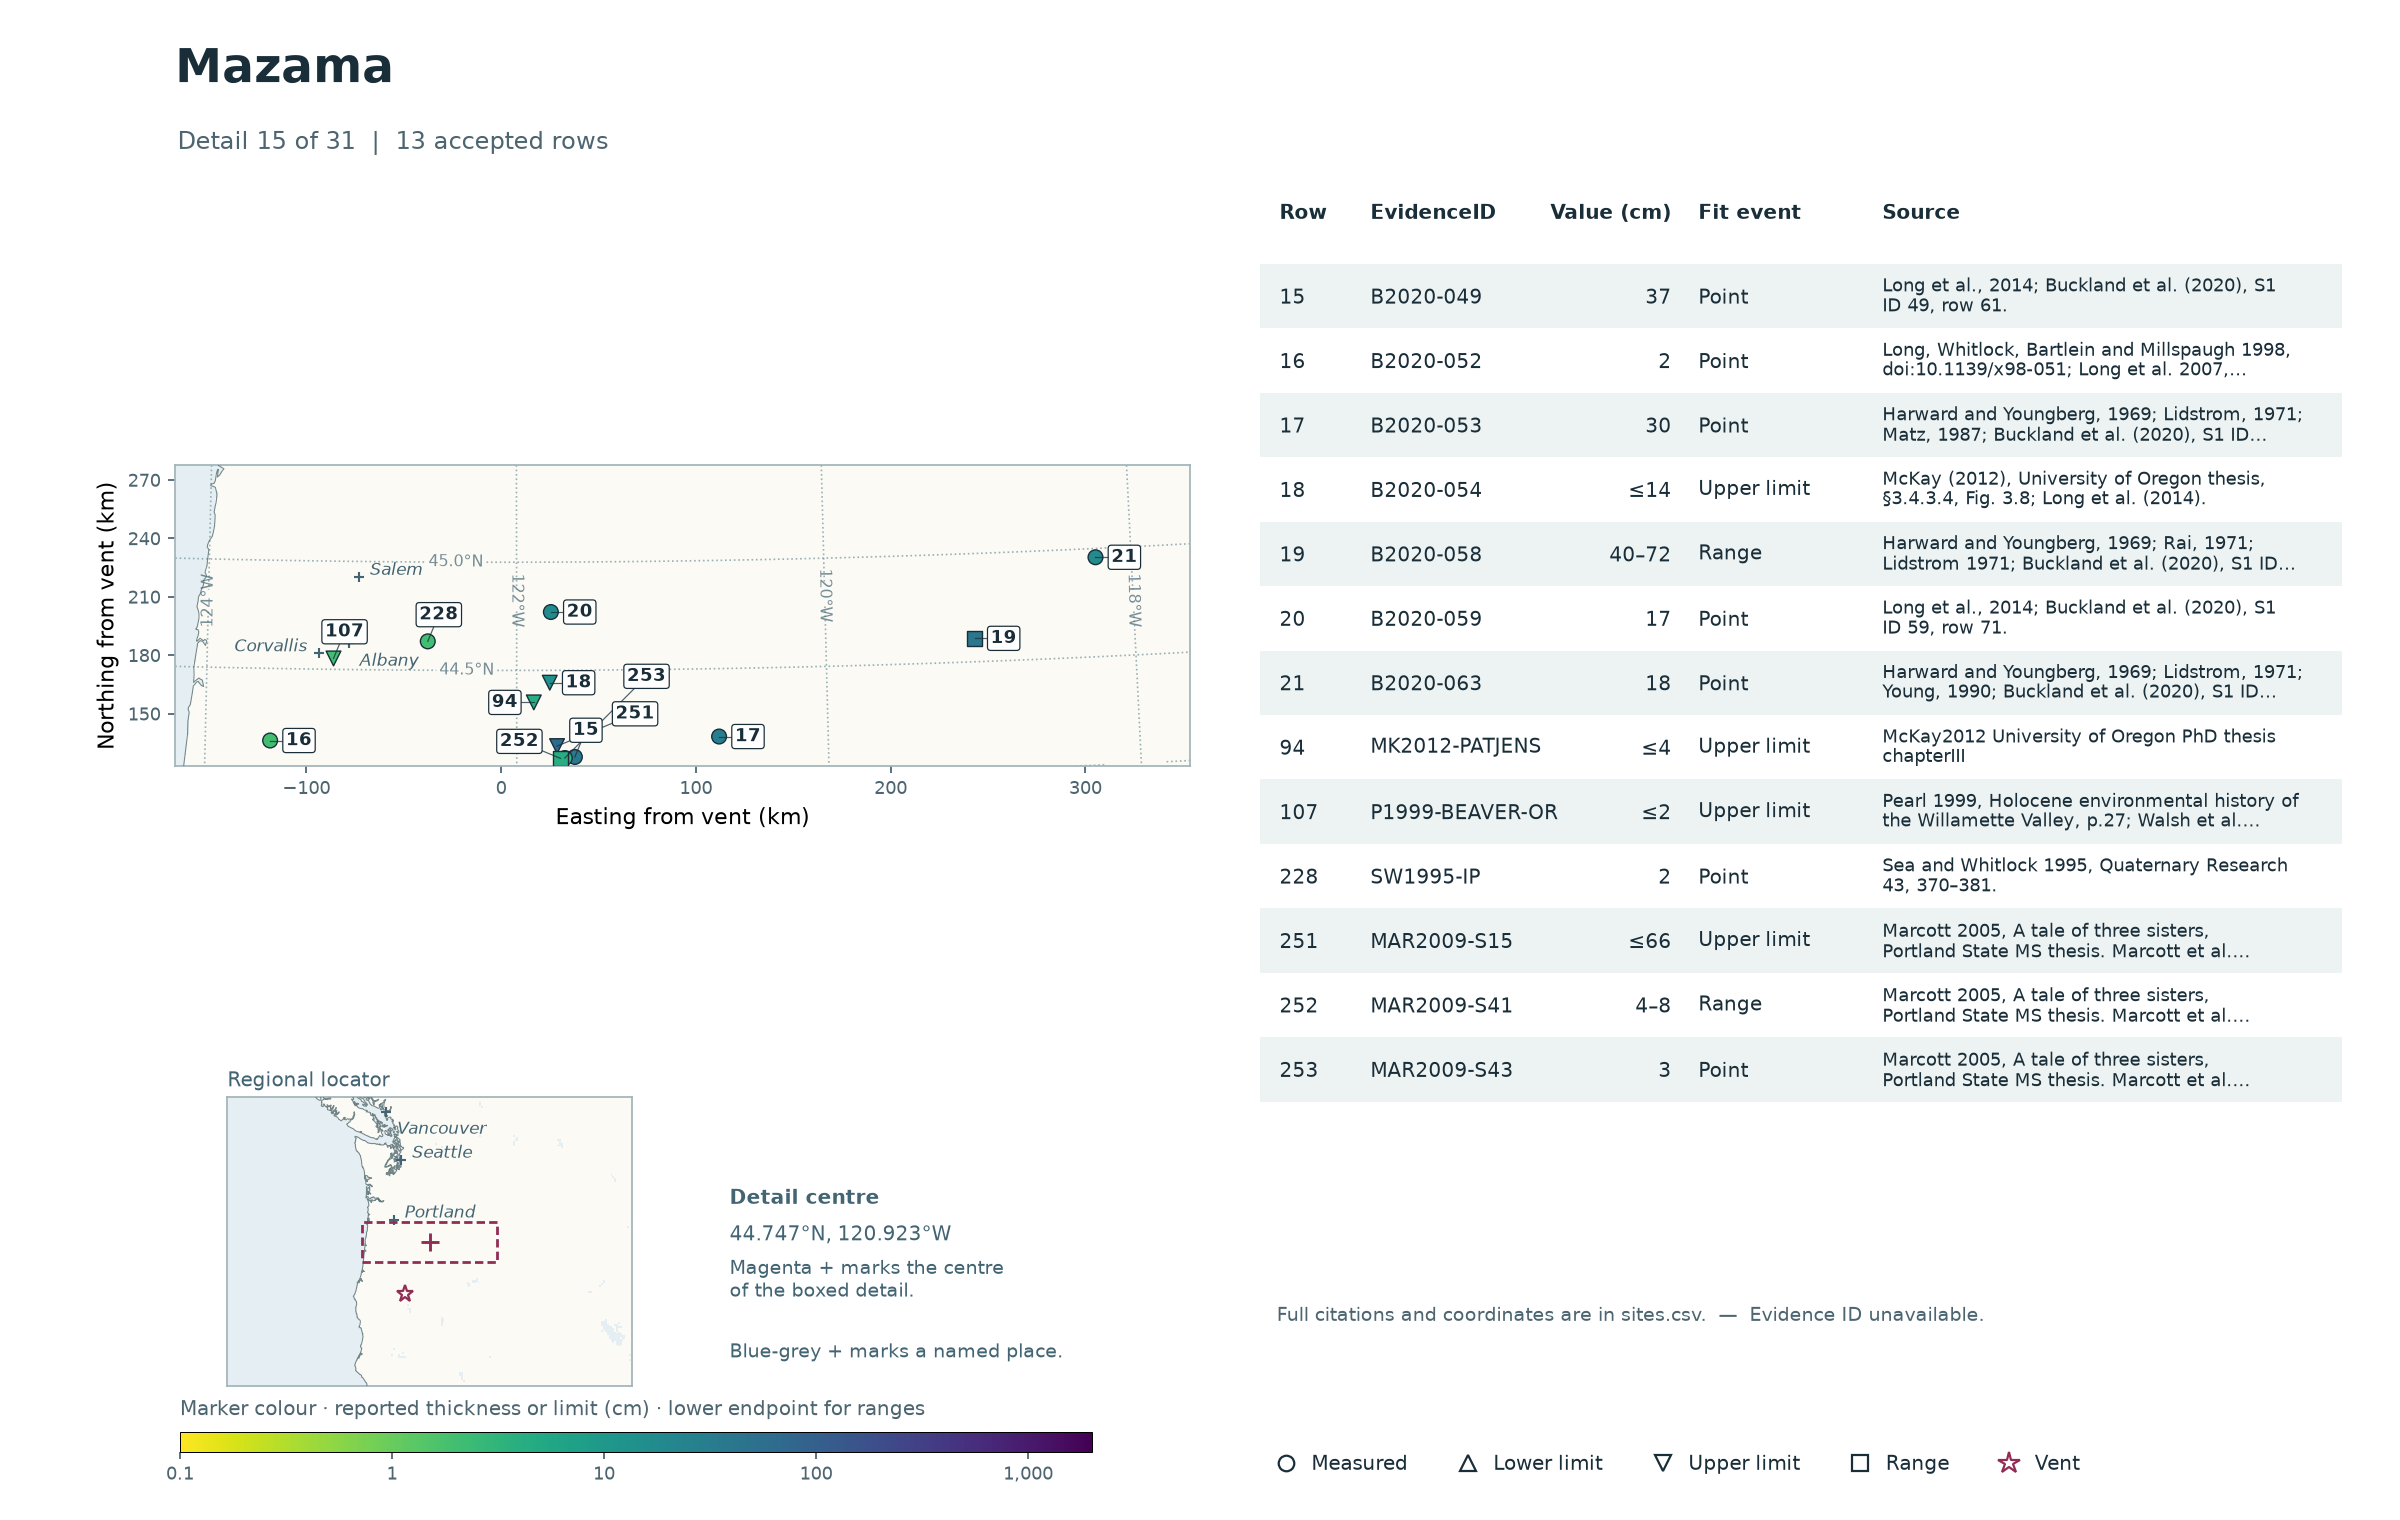 Mazama
Detail 15 of 31 | 13 accepted rows
270
240
210
180
150
Northing from vent (km)
−100
0
100
200
300
Easting from vent (km)
124°W
122°W
120°W
118°W
45.0°N
44.5°N
Salem
Corvallis
Albany
21
20
228
107
19
253
18
94
251
15
252
17
16
Row EvidenceID Value (cm) Fit event Source
15 B2020-049 37 Point Long et al., 2014; Buckland et al. (2020), S1
ID 49, row 61.
16 B2020-052 2 Point Long, Whitlock, Bartlein and Millspaugh 1998,
doi:10.1139/x98-051; Long et al. 2007,…
17 B2020-053 30 Point Harward and Youngberg, 1969; Lidstrom, 1971;
Matz, 1987; Buckland et al. (2020), S1 ID…
18 B2020-054 ≤14 Upper limit McKay (2012), University of Oregon thesis,
§3.4.3.4, Fig. 3.8; Long et al. (2014).
19 B2020-058 40–72 Range Harward and Youngberg, 1969; Rai, 1971;
Lidstrom 1971; Buckland et al. (2020), S1 ID…
20 B2020-059 17 Point Long et al., 2014; Buckland et al. (2020), S1
ID 59, row 71.
21 B2020-063 18 Point Harward and Youngberg, 1969; Lidstrom, 1971;
Young, 1990; Buckland et al. (2020), S1 ID…
94 MK2012-PATJENS ≤4 Upper limit McKay2012 University of Oregon PhD thesis
chapterIII
107 P1999-BEAVER-OR ≤2 Upper limit Pearl 1999, Holocene environmental history of
the Willamette Valley, p.27; Walsh et al.…
228 SW1995-IP 2 Point Sea and Whitlock 1995, Quaternary Research
43, 370–381.
251 MAR2009-S15 ≤66 Upper limit Marcott 2005, A tale of three sisters,
Portland State MS thesis. Marcott et al.…
252 MAR2009-S41 4–8 Range Marcott 2005, A tale of three sisters,
Portland State MS thesis. Marcott et al.…
253 MAR2009-S43 3 Point Marcott 2005, A tale of three sisters,
Portland State MS thesis. Marcott et al.…
Regional locator
Vancouver
Seattle
Portland
Detail centre
44.747°N, 120.923°W
Magenta + marks the centre
of the boxed detail.
Blue-grey + marks a named place.
Full citations and coordinates are in sites.csv. — Evidence ID unavailable.
Marker colour · reported thickness or limit (cm) · lower endpoint for ranges
0.1 1 10 100 1,000
Measured Lower limit Upper limit Range Vent